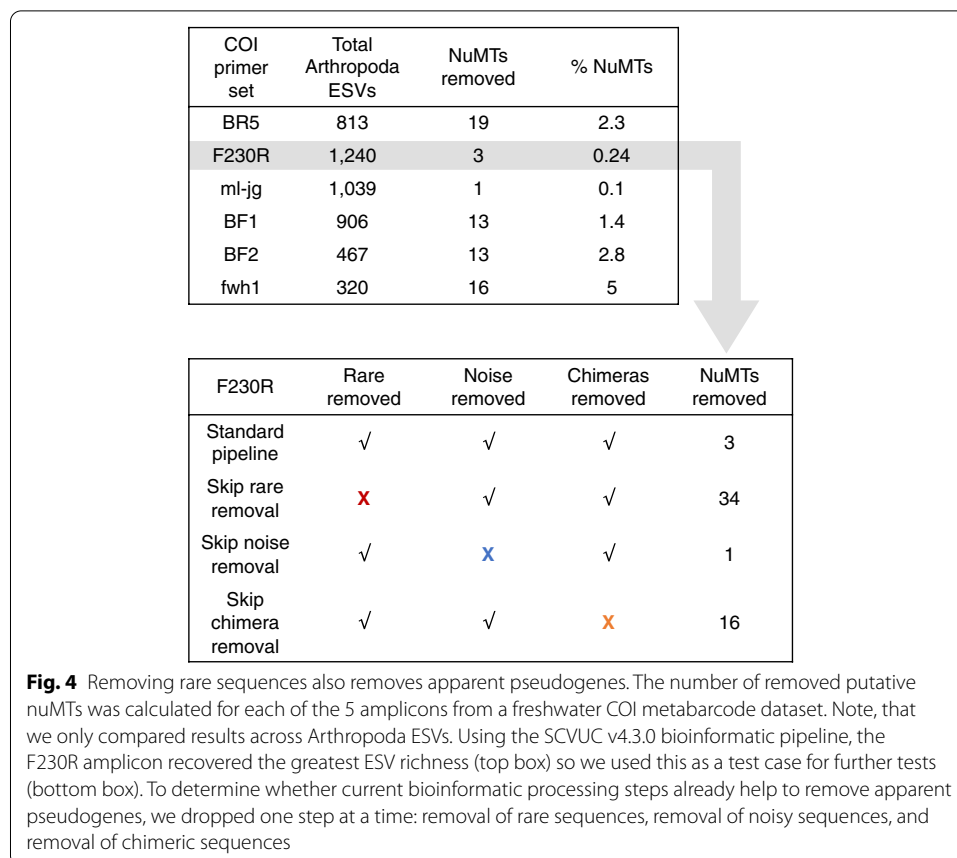 COI primer set Total Arthropoda ESVs NuMTs removed % NuMTs
BR5 813 19 2.3
F230R 1,240 3 0.24
ml-jg 1,039 1 0.1
BF1 906 13 1.4
BF2 467 13 2.8
fwh1 320 16 5
F230R Rare removed Noise removed Chimeras removed NuMTs removed
Standard pipeline √ √ √ 3
Skip rare removal X √ √ 34
Skip noise removal √ X √ 1
Skip chimera removal √ √ X 16
Fig. 4 Removing rare sequences also removes apparent pseudogenes. The number of removed putative
nuMTs was calculated for each of the 5 amplicons from a freshwater COI metabarcode dataset. Note, that
we only compared results across Arthropoda ESVs. Using the SCVUC v4.3.0 bioinformatic pipeline, the
F230R amplicon recovered the greatest ESV richness (top box) so we used this as a test case for further tests
(bottom box). To determine whether current bioinformatic processing steps already help to remove apparent
pseudogenes, we dropped one step at a time: removal of rare sequences, removal of noisy sequences, and
removal of chimeric sequences